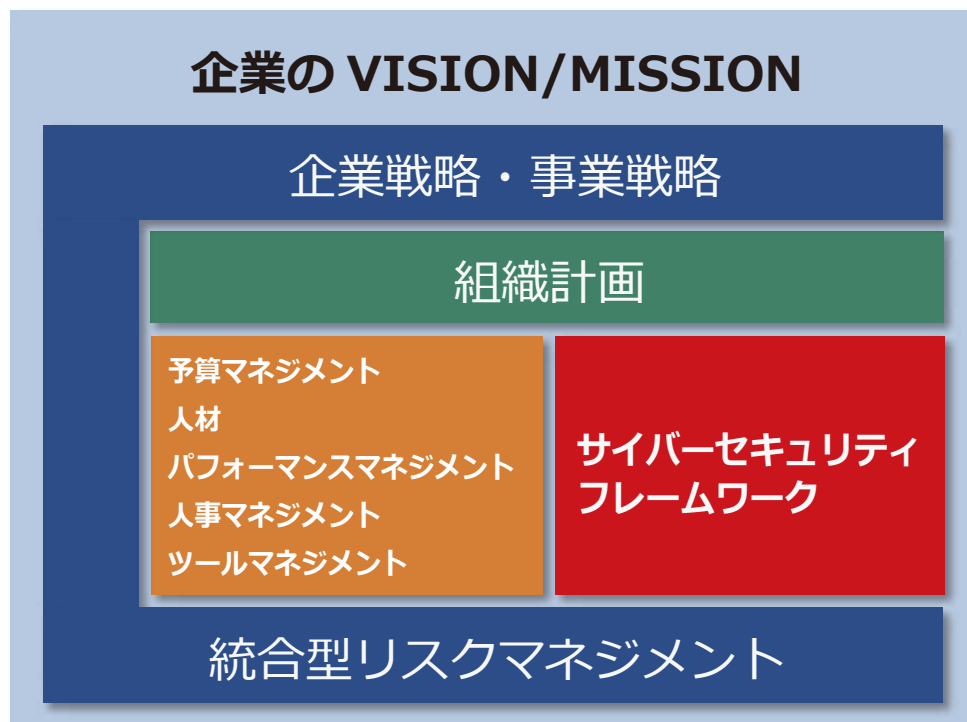 企業の VISION/MISSION
企業戦略・事業戦略
組織計画
予算マネジメント
人材
パフォーマンスマネジメント
人事マネジメント
ツールマネジメント
サイバーセキュリティ
フレームワーク
統合型リスクマネジメント